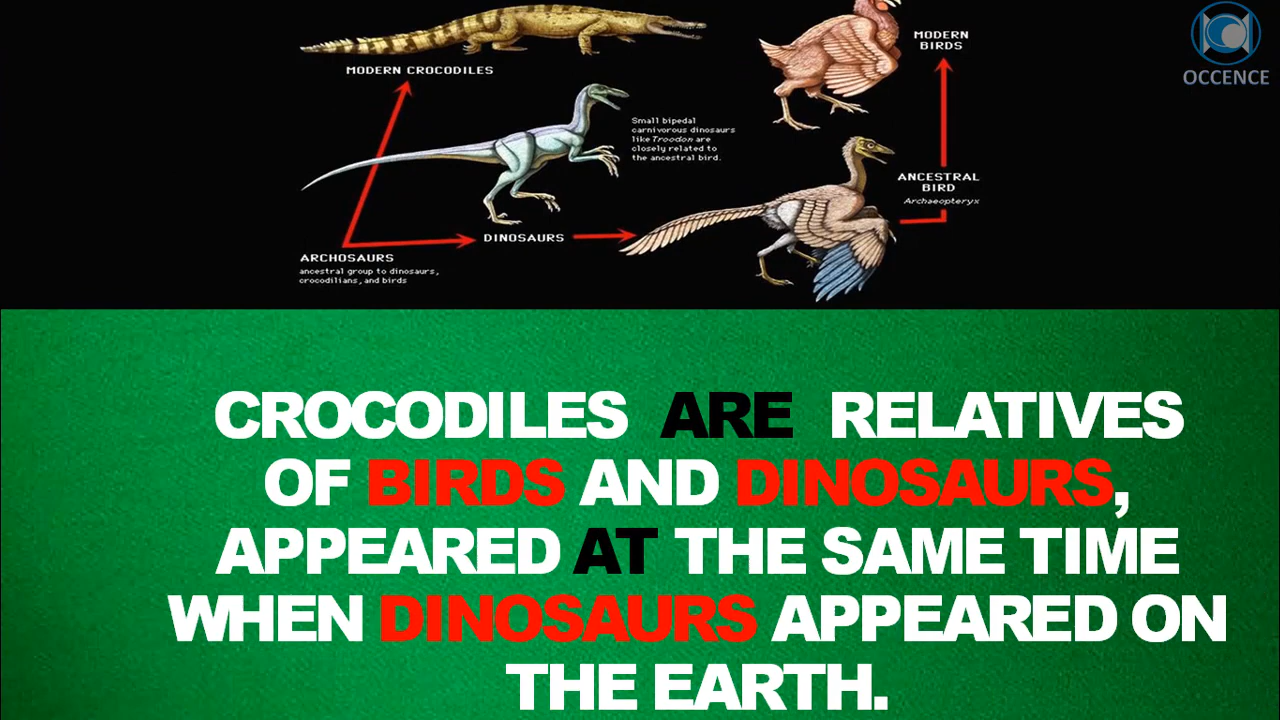 OCCENCE
MODERN
BIRDS
MODERN CROCODILES
Small bipedal
carnivorous dinosaurs
like Troodon are
closely related to
the ancestral bird.
ANCESTRAL
BIRD
Archaeopteryx
DINOSAURS
ARCHOSAURS
ancestral group to dinosaurs,
crocodilians, and birds
CROCODILES ARE RELATIVES
OF BIRDS AND DINOSAURS,
APPEARED AT THE SAME TIME
WHEN DINOSAURS APPEARED ON
THE EARTH.